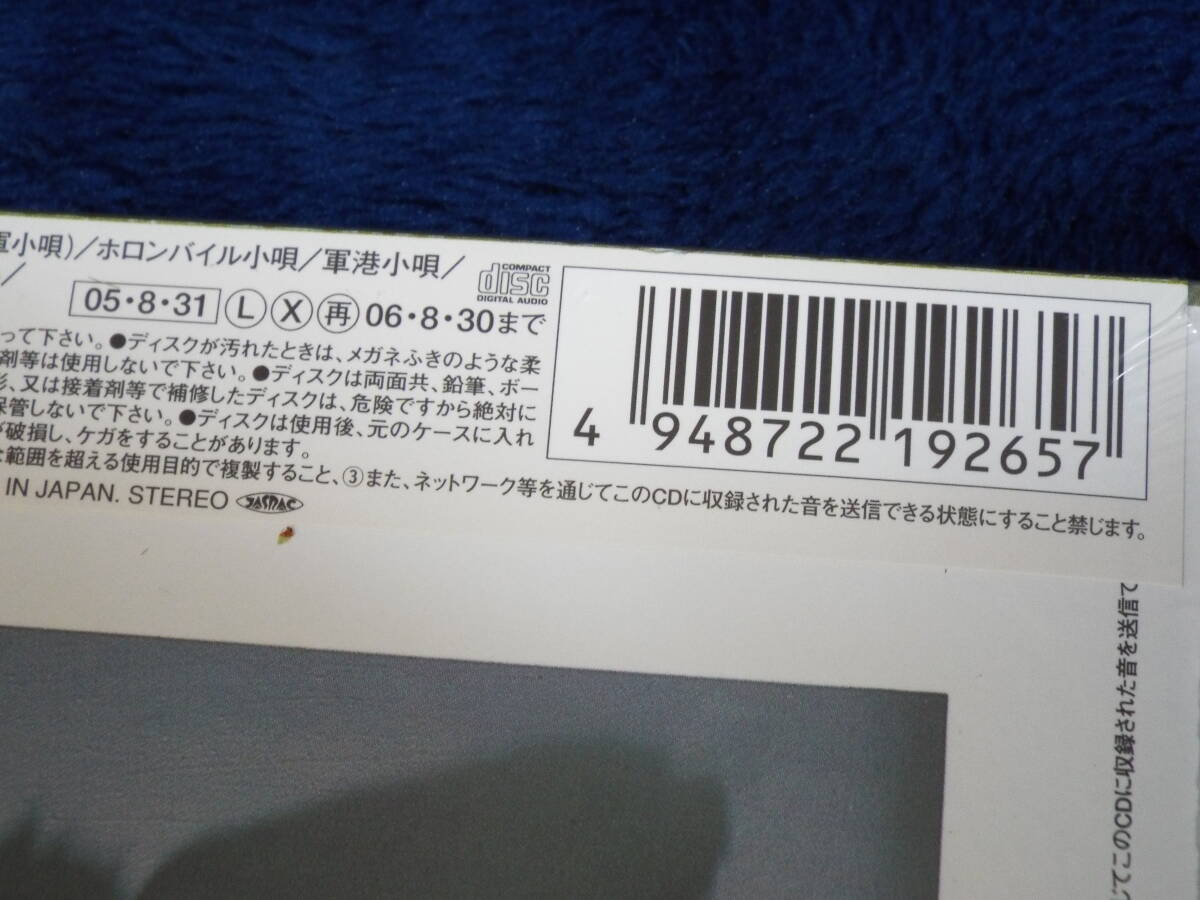 軍小唄)/ホロンバイル小唄/軍港小唄/
/
COMPACT
disc
DIGITAL AUDIO
05・8・31 Ⓛ Ⓧ ㊢ 06・8・30まで
って下さい。●ディスクが汚れたときは、メガネふきのような柔
剤等は使用しないで下さい。●ディスクは両面共、鉛筆、ボー
形、又は接着剤等で補修したディスクは、危険ですから絶対に
保管しないで下さい。●ディスクは使用後、元のケースに入れ
が破損し、ケガをすることがあります。
な範囲を超える使用目的で複製すること、③また、ネットワーク等を通じてこのCDに収録された音を送信できる状態にすること禁じます。
IN JAPAN. STEREO JASRAC
4 948722 192657
じてこのCDに収録された音を送信で